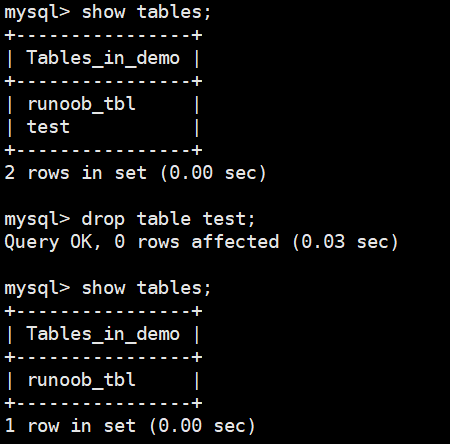 mysql> show tables;
+----------------+
| Tables_in_demo |
+----------------+
| runoob_tbl     |
| test           |
+----------------+
2 rows in set (0.00 sec)
mysql> drop table test;
Query OK, 0 rows affected (0.03 sec)
mysql> show tables;
+----------------+
| Tables_in_demo |
+----------------+
| runoob_tbl     |
+----------------+
1 row in set (0.00 sec)